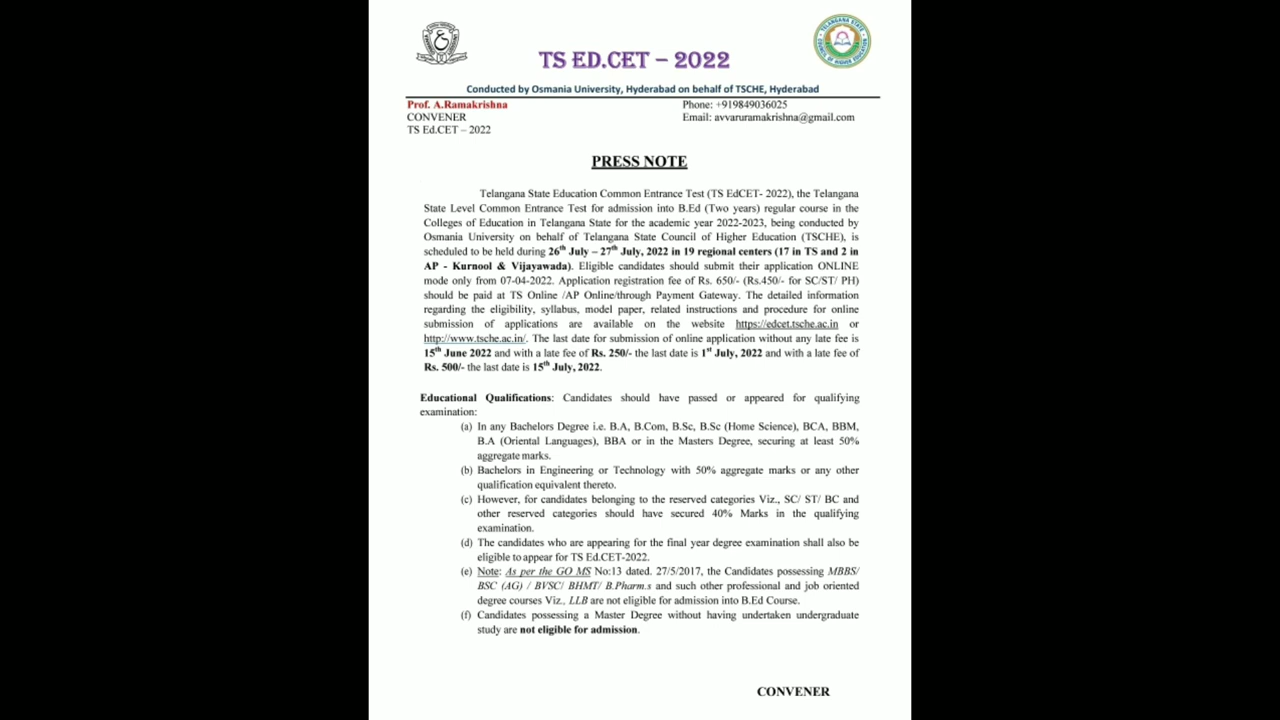 TS ED.CET – 2022
TELANGANA STATE COUNCIL OF HIGHER EDUCATION
Conducted by Osmania University, Hyderabad on behalf of TSCHE, Hyderabad
Prof. A.Ramakrishna
CONVENER
TS Ed.CET – 2022
Phone: +919849036025
Email: avvaruramakrishna@gmail.com
PRESS NOTE
Telangana State Education Common Entrance Test (TS EdCET- 2022), the Telangana
State Level Common Entrance Test for admission into B.Ed (Two years) regular course in the
Colleges of Education in Telangana State for the academic year 2022-2023, being conducted by
Osmania University on behalf of Telangana State Council of Higher Education (TSCHE), is
scheduled to be held during 26th July – 27th July, 2022 in 19 regional centers (17 in TS and 2 in
AP - Kurnool & Vijayawada). Eligible candidates should submit their application ONLINE
mode only from 07-04-2022. Application registration fee of Rs. 650/- (Rs.450/- for SC/ST/ PH)
should be paid at TS Online /AP Online/through Payment Gateway. The detailed information
regarding the eligibility, syllabus, model paper, related instructions and procedure for online
submission of applications are available on the website https://edcet.tsche.ac.in or
http://www.tsche.ac.in/. The last date for submission of online application without any late fee is
15th June 2022 and with a late fee of Rs. 250/- the last date is 1st July, 2022 and with a late fee of
Rs. 500/- the last date is 15th July, 2022.
Educational Qualifications: Candidates should have passed or appeared for qualifying
examination:
(a) In any Bachelors Degree i.e. B.A, B.Com, B.Sc, B.Sc (Home Science), BCA, BBM,
B.A (Oriental Languages), BBA or in the Masters Degree, securing at least 50%
aggregate marks.
(b) Bachelors in Engineering or Technology with 50% aggregate marks or any other
qualification equivalent thereto.
(c) However, for candidates belonging to the reserved categories Viz., SC/ ST/ BC and
other reserved categories should have secured 40% Marks in the qualifying
examination.
(d) The candidates who are appearing for the final year degree examination shall also be
eligible to appear for TS Ed.CET-2022.
(e) Note: As per the GO MS No:13 dated. 27/5/2017, the Candidates possessing MBBS/
BSC (AG) / BVSC/ BHMT/ B.Pharm.s and such other professional and job oriented
degree courses Viz., LLB are not eligible for admission into B.Ed Course.
(f) Candidates possessing a Master Degree without having undertaken undergraduate
study are not eligible for admission.
CONVENER